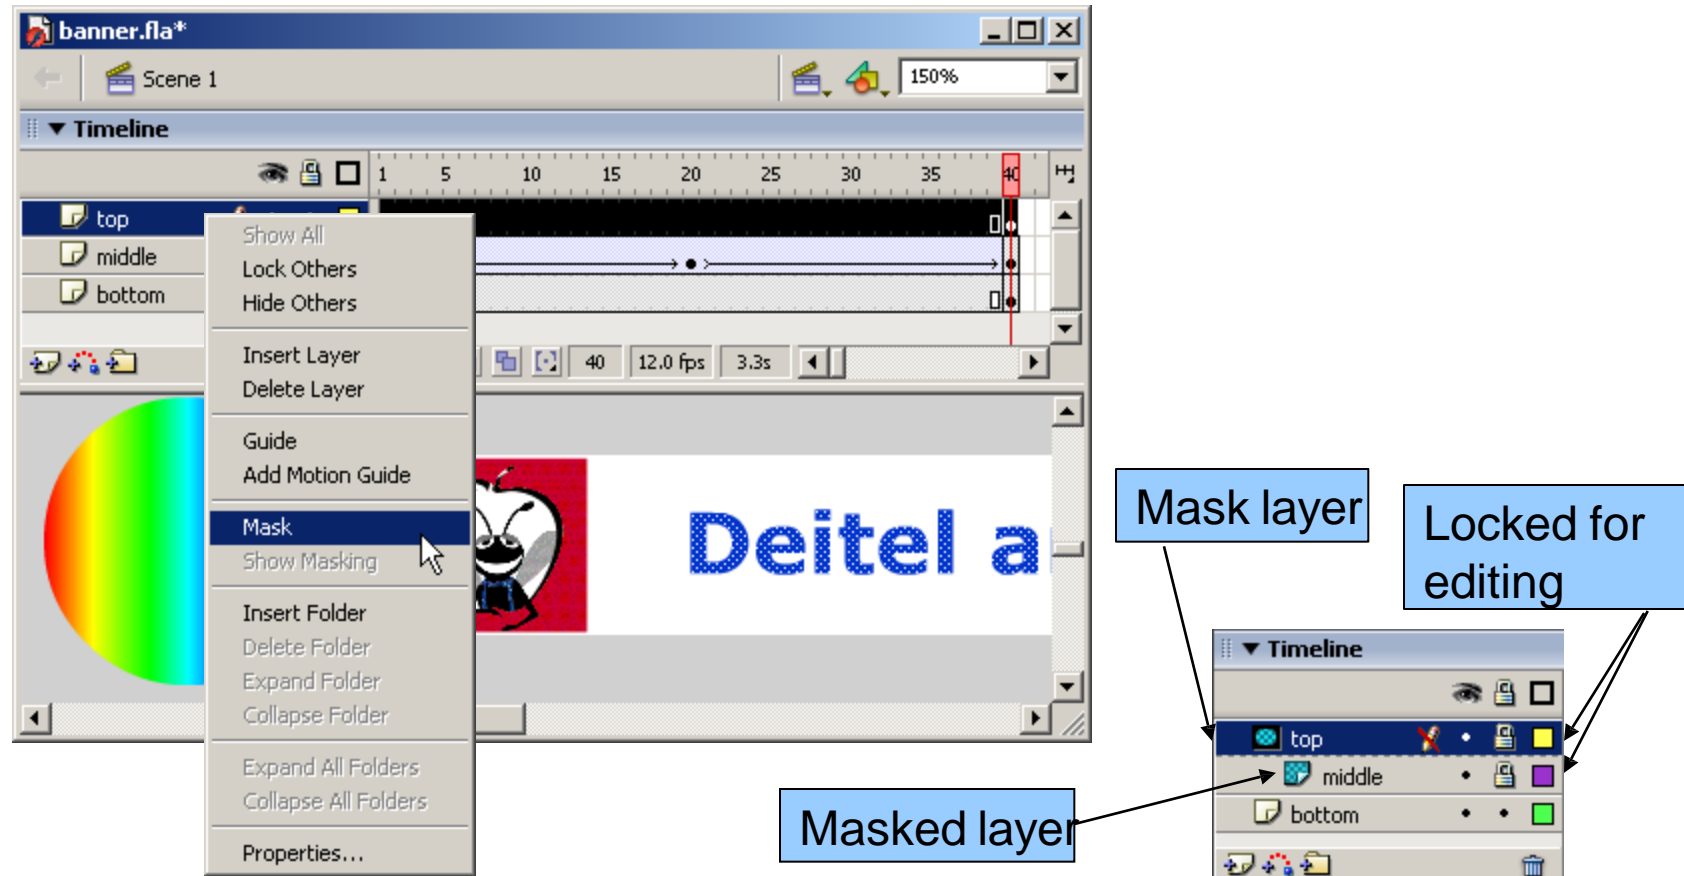 banner.fla*
Scene 1
150%
Timeline
1 5 10 15 20 25 30 35 40
top
middle
bottom
Show All
Lock Others
Hide Others
Insert Layer
Delete Layer
Guide
Add Motion Guide
Mask
Show Masking
Insert Folder
Delete Folder
Expand Folder
Collapse Folder
Expand All Folders
Collapse All Folders
Properties...
40 12.0 fps 3.3s
Deitel a
Mask layer
Locked for
editing
Timeline
top
middle
bottom
Masked layer